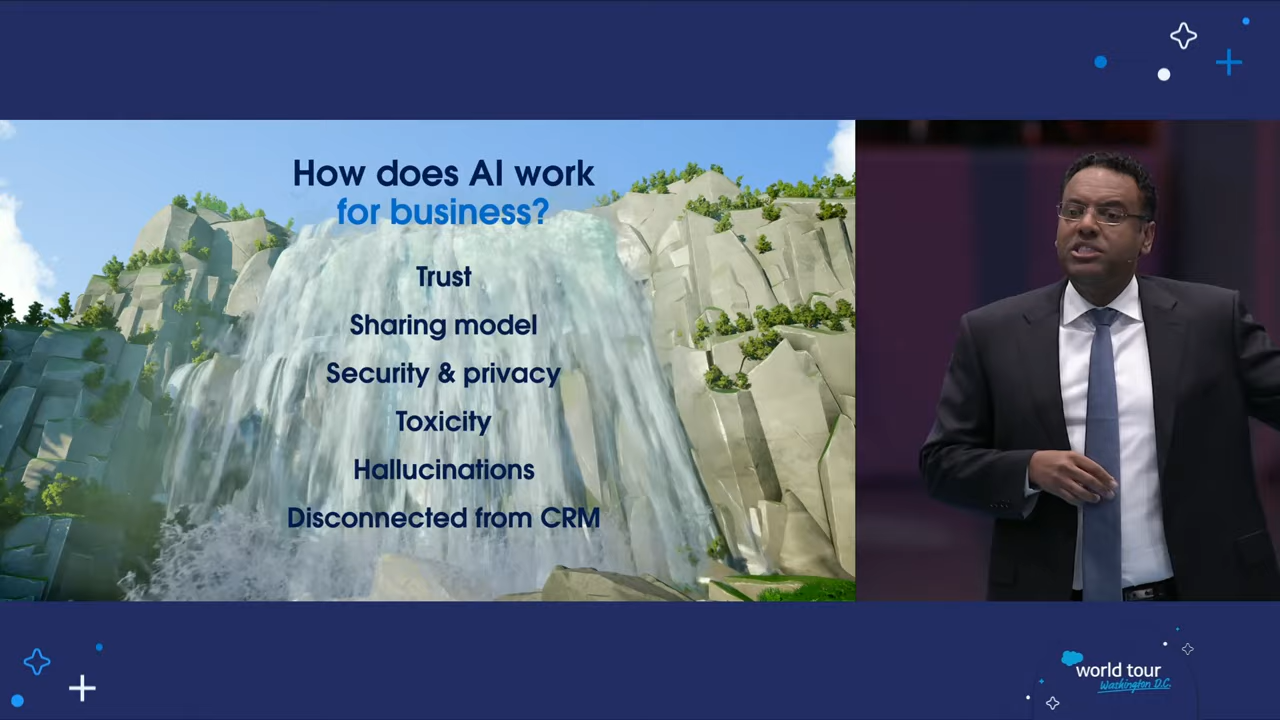 How does AI work
for business?
Trust
Sharing model
Security & privacy
Toxicity
Hallucinations
Disconnected from CRM
world tour
Washington D.C.